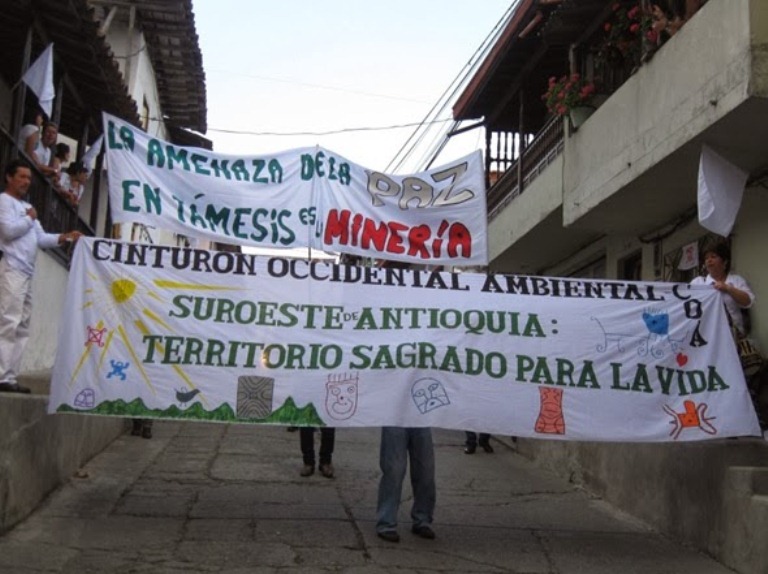 LA AMENAZA DE LA PAZ
EN TÁMESIS ES LA MINERÍA
CINTURON OCCIDENTAL AMBIENTAL COA
SUROESTE DE ANTIOQUIA:
TERRITORIO SAGRADO PARA LA VIDA